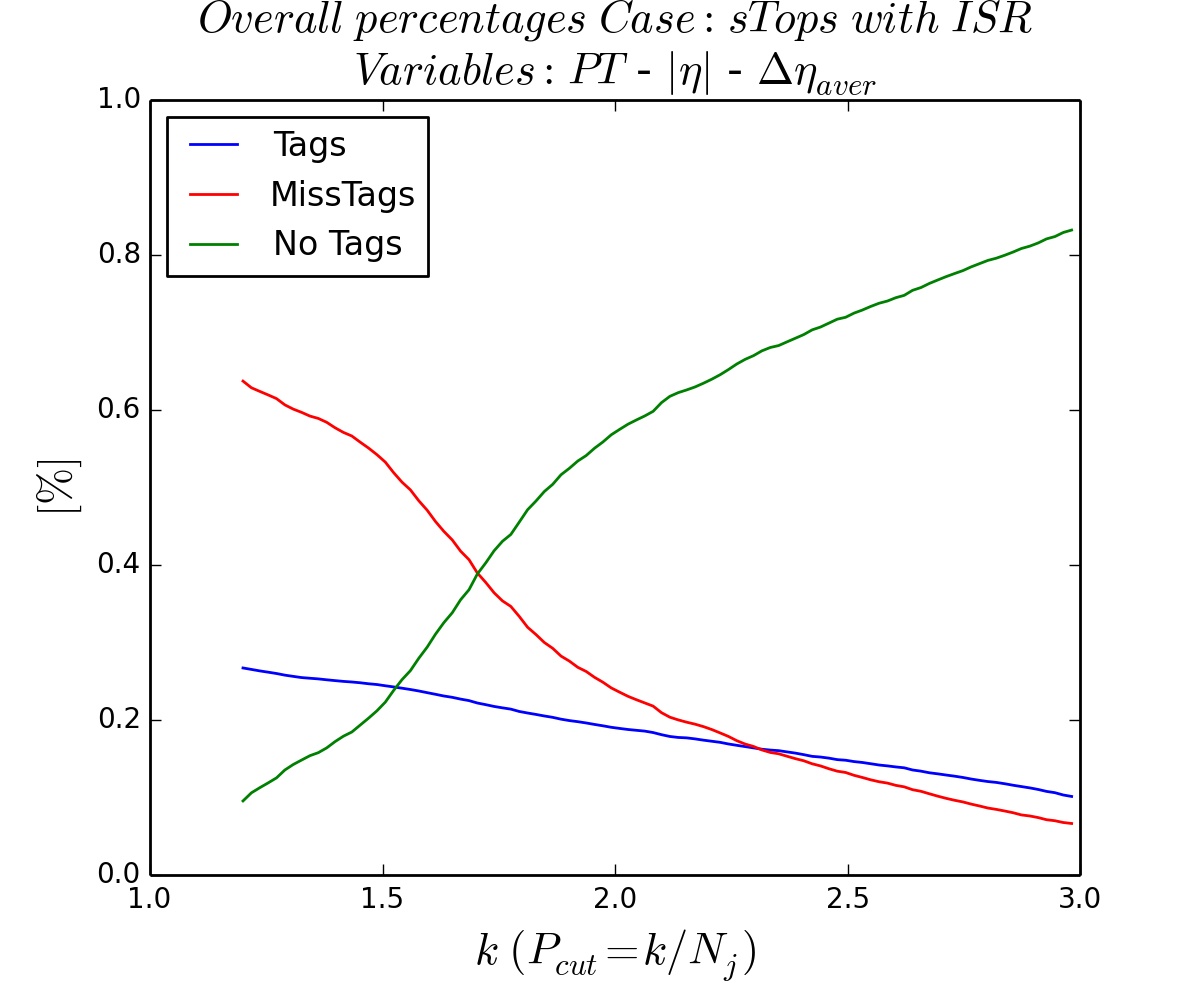 Overall percentages Case: sTops with ISR
Variables: PT - |η| - Δη_aver
1.0
Tags
MissTags
No Tags
0.8
0.6
[%]
0.4
0.2
0.0
1.0 1.5 2.0 2.5 3.0
k (P_cut = k/N_j)